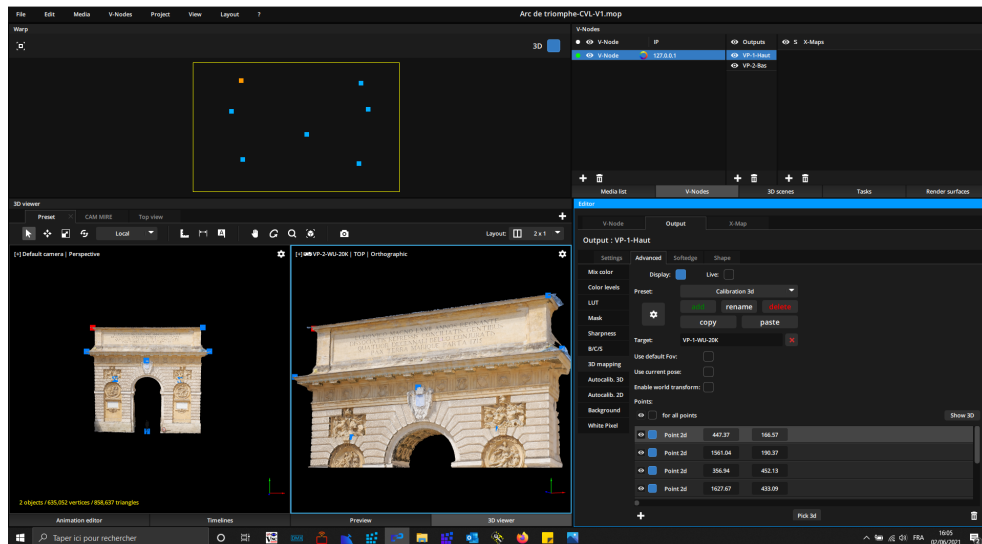 File Edit Media V-Nodes Project View Layout ? Arc de triomphe-CVL-V1.mop
Warp
3D
V-Nodes
V-Node IP Outputs S X-Maps
V-Node 127.0.0.1 VP-1-Haut
VP-2-Bas
Media list V-Nodes 3D scenes Tasks Render surfaces
3D viewer
Preset CAM MIRE Top view
Local Layout: 2 x 1
[+] Default camera | Perspective
VP-2-WU-20K | TOP | Orthographic
2 objects / 635,052 vertices / 858,637 triangles
Animation editor Timelines Preview 3D viewer
Editor
V-Node Output X-Map
Output : VP-1-Haut
Settings Advanced Softedge Shape
Mix color
Color levels
LUT
Mask
Sharpness
B/C/S
3D mapping
Autocalib. 3D
Autocalib. 2D
Background
White Pixel
Display: Live:
Preset: Calibration 3d
add rename delete
copy paste
Target: VP-1-WU-20K
Use default Fov:
Use current pose:
Enable world transform:
Points:
for all points Show 3D
Point 2d 447.37 166.57
Point 2d 1561.04 190.37
Point 2d 356.94 452.13
Point 2d 1627.67 433.09
Pick 3d
Taper ici pour rechercher
FRA 16:05
02/06/2021